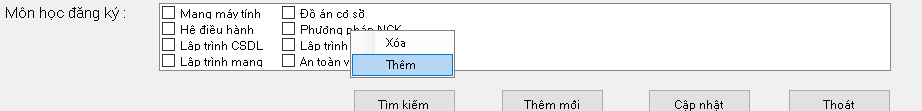 Môn học đăng ký :
Mạng máy tính
Đồ án cơ sở
Hệ điều hành
Phương pháp NCK
Lập trình CSDL
Lập trình
Lập trình mạng
An toàn v
Xóa
Thêm
Tìm kiếm
Thêm mới
Cập nhật
Thoát